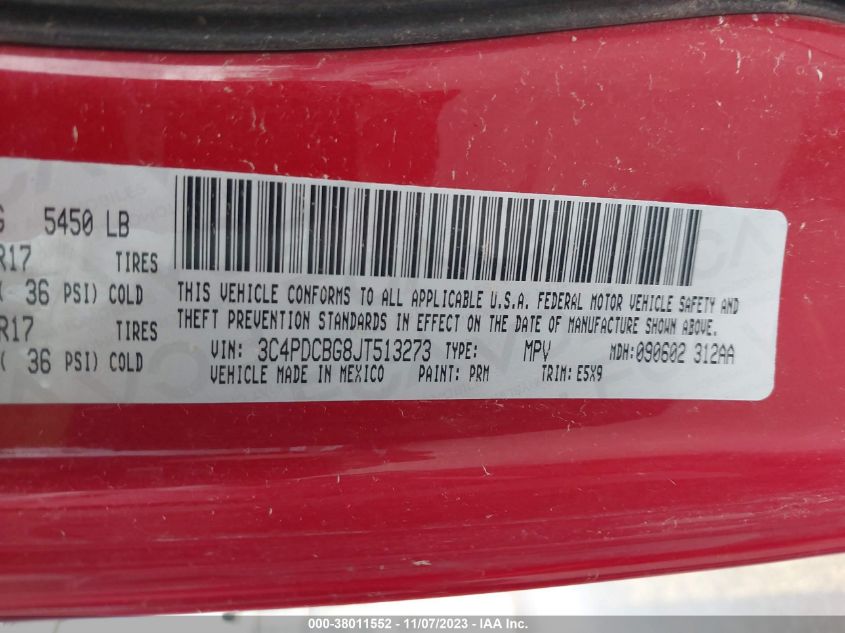 5450 LB
R17 TIRES
36 PSI) COLD
R17 TIRES
36 PSI) COLD
THIS VEHICLE CONFORMS TO ALL APPLICABLE U.S.A. FEDERAL MOTOR VEHICLE SAFETY AND
THEFT PREVENTION STANDARDS IN EFFECT ON THE DATE OF MANUFACTURE SHOWN ABOVE.
VIN: 3C4PDCBG8JT513273 TYPE: MPV MDH:090602 312AA
VEHICLE MADE IN MEXICO PAINT: PRM TRIM: E5X9
000-38011552 - 11/07/2023 - IAA Inc.